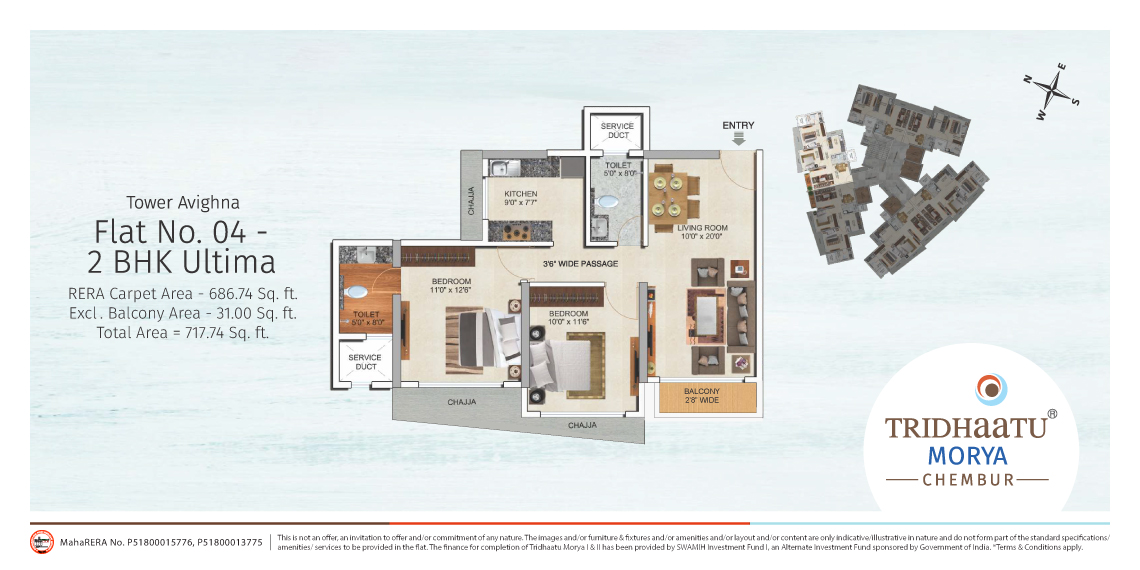 Tower Avighna
Flat No. 04 -
2 BHK Ultima
RERA Carpet Area - 686.74 Sq. ft.
Excl. Balcony Area - 31.00 Sq. ft.
Total Area = 717.74 Sq. ft.
SERVICE
DUCT
ENTRY
TOILET
5'0" x 8'0"
CHAJJA
KITCHEN
9'0" x 7'7"
LIVING ROOM
10'0" x 20'0"
3'6" WIDE PASSAGE
BEDROOM
11'0" x 12'6"
TOILET
5'0" x 8'0"
BEDROOM
10'0" x 11'6"
SERVICE
DUCT
BALCONY
2'8" WIDE
CHAJJA
CHAJJA
N
E
W
S
TRIDHaaTU®
MORYA
CHEMBUR
MahaRERA No. P51800015776, P51800013775
This is not an offer, an invitation to offer and/or commitment of any nature. The images and/or furniture & fixtures and/or amenities and/or layout and/or content are only indicative/illustrative in nature and do not form part of the standard specifications/
amenities/ services to be provided in the flat. The finance for completion of Tridhaatu Morya I & II has been provided by SWAMIH Investment Fund I, an Alternate Investment Fund sponsored by Government of India. *Terms & Conditions apply.